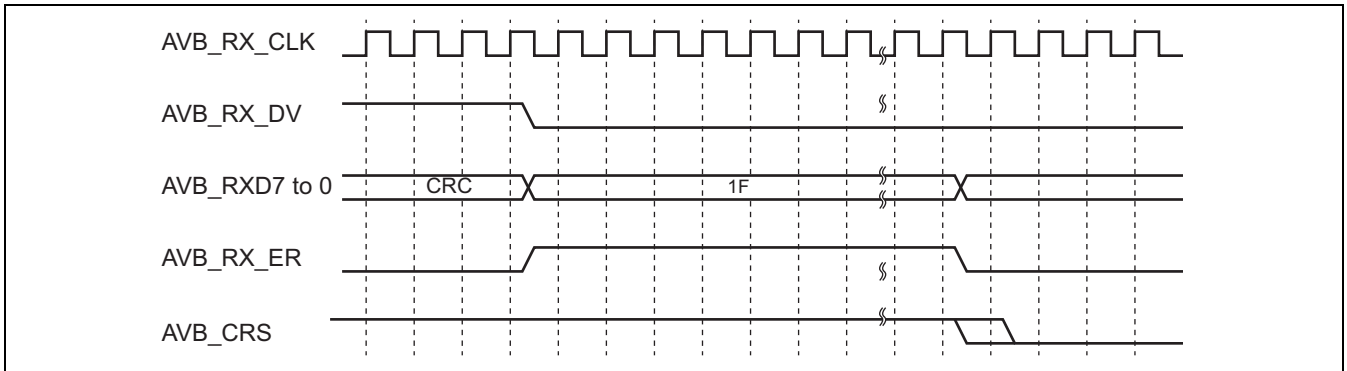 AVB_RX_CLK
AVB_RX_DV
AVB_RXD7 to 0
CRC
1F
AVB_RX_ER
AVB_CRS